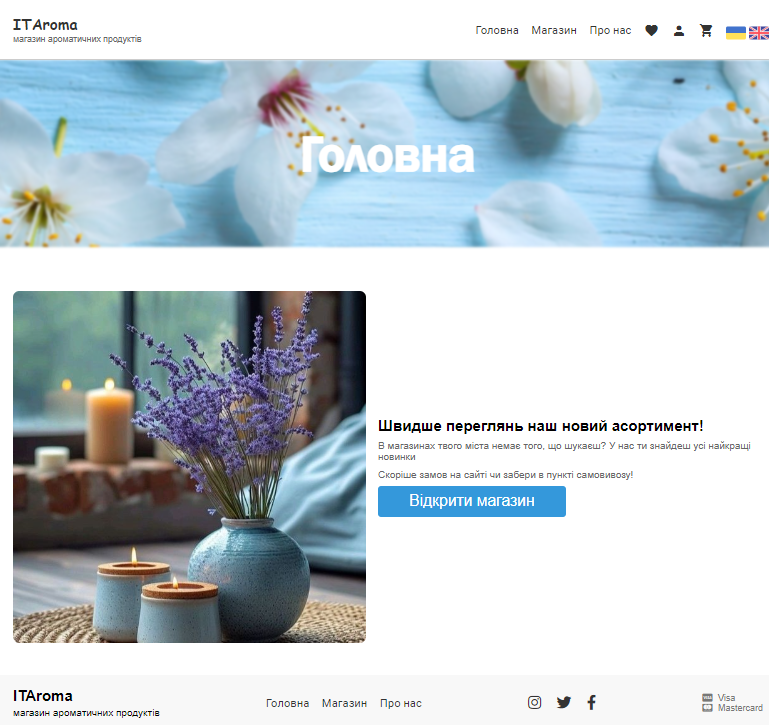 ITAroma
магазин ароматичних продуктів
Головна Магазин Про нас
Головна
Швидше переглянь наш новий асортимент!
В магазинах твого міста немає того, що шукаєш? У нас ти знайдеш усі найкращі
новинки
Скоріше замов на сайті чи забери в пункті самовивозу!
Відкрити магазин
ITAroma
магазин ароматичних продуктів
Головна Магазин Про нас
Visa
Mastercard